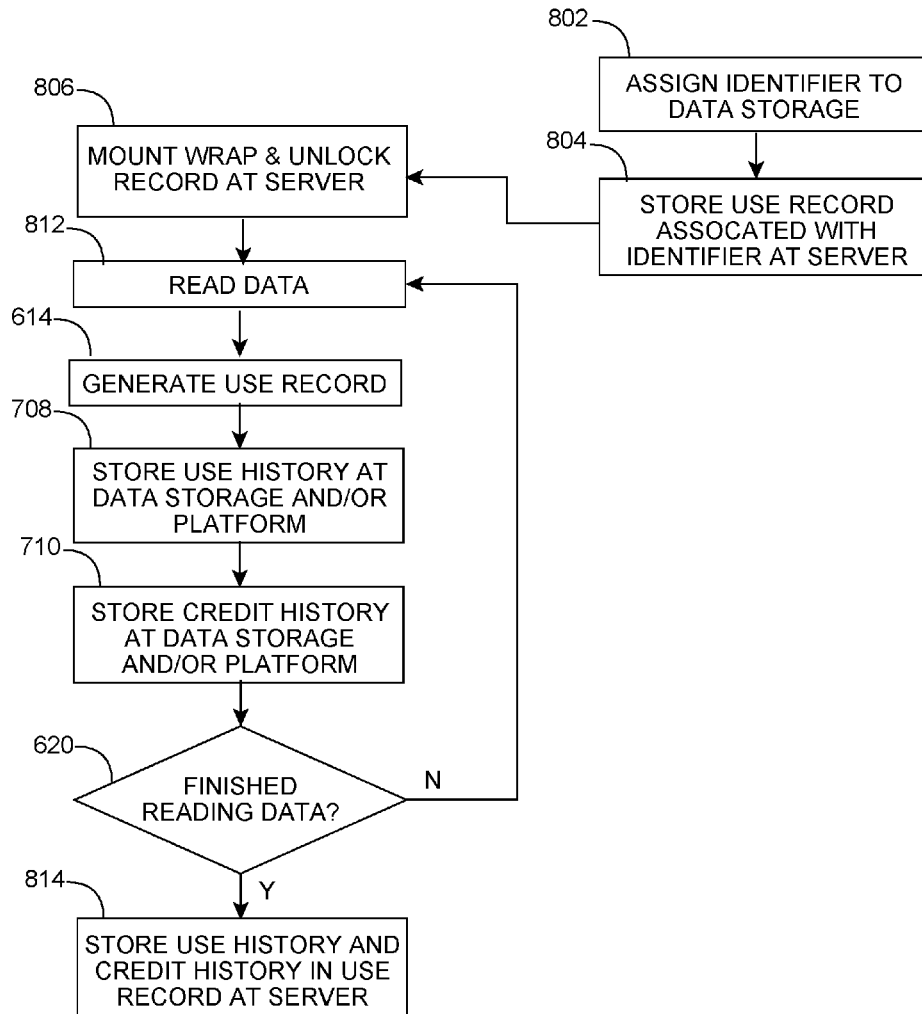 802
ASSIGN IDENTIFIER TO
DATA STORAGE
804
STORE USE RECORD
ASSOCATED WITH
IDENTIFIER AT SERVER
806
MOUNT WRAP & UNLOCK
RECORD AT SERVER
812
READ DATA
614
GENERATE USE RECORD
708
STORE USE HISTORY AT
DATA STORAGE AND/OR
PLATFORM
710
STORE CREDIT HISTORY
AT DATA STORAGE
AND/OR PLATFORM
620
FINISHED
READING DATA?
N
Y
814
STORE USE HISTORY AND
CREDIT HISTORY IN USE
RECORD AT SERVER